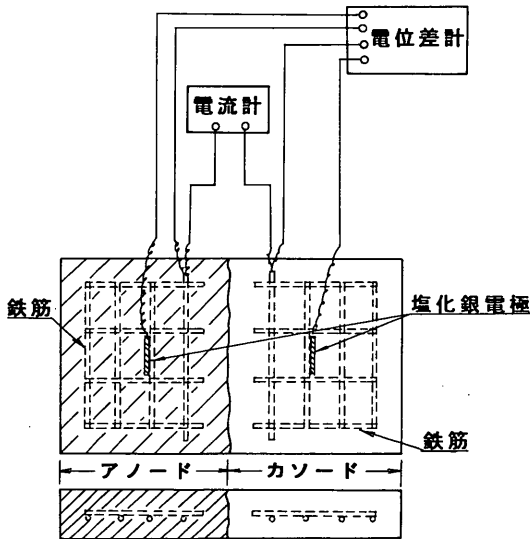 電位差計
電流計
鉄筋
塩化銀電極
鉄筋
アノード
カソード